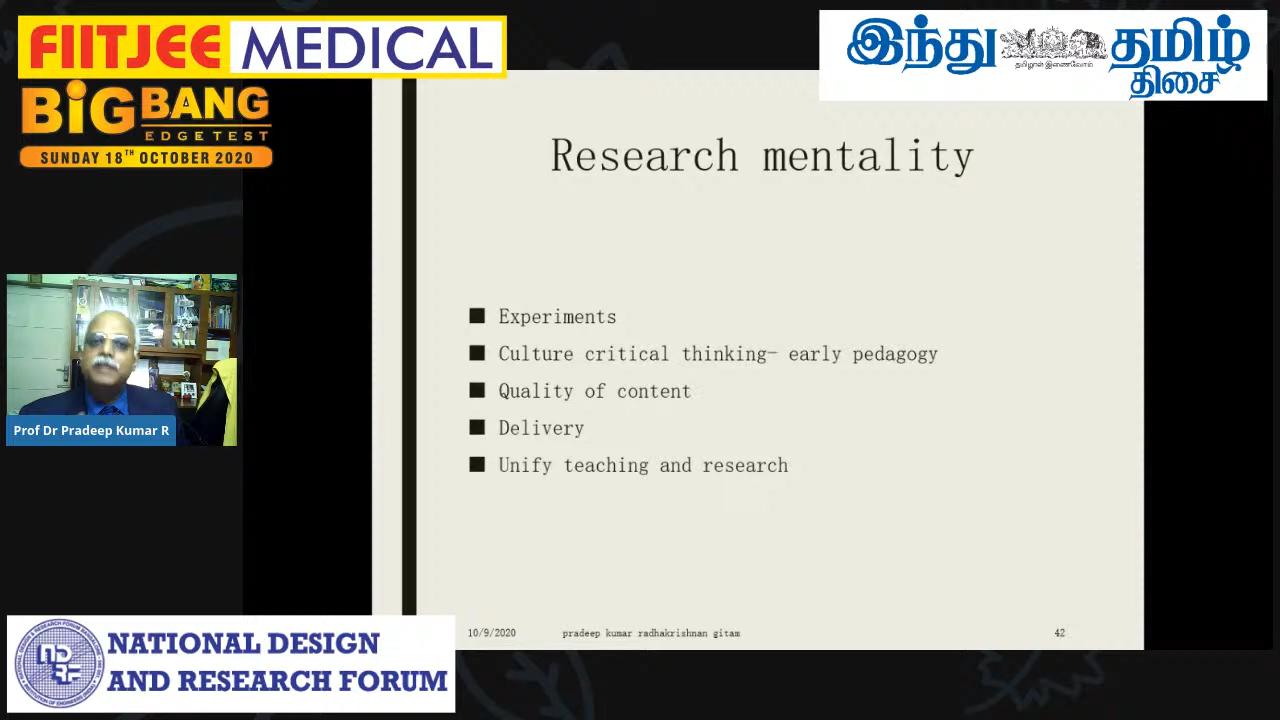 FIITJEE MEDICAL
BiGBANG
EDGE TEST
SUNDAY 18TH OCTOBER 2020
இந்து தமிழ்
திசை
Research mentality
■ Experiments
■ Culture critical thinking- early pedagogy
■ Quality of content
■ Delivery
■ Unify teaching and research
10/9/2020 pradeep kumar radhakrishnan gitam 42
Prof Dr Pradeep Kumar R
NATIONAL DESIGN
AND RESEARCH FORUM